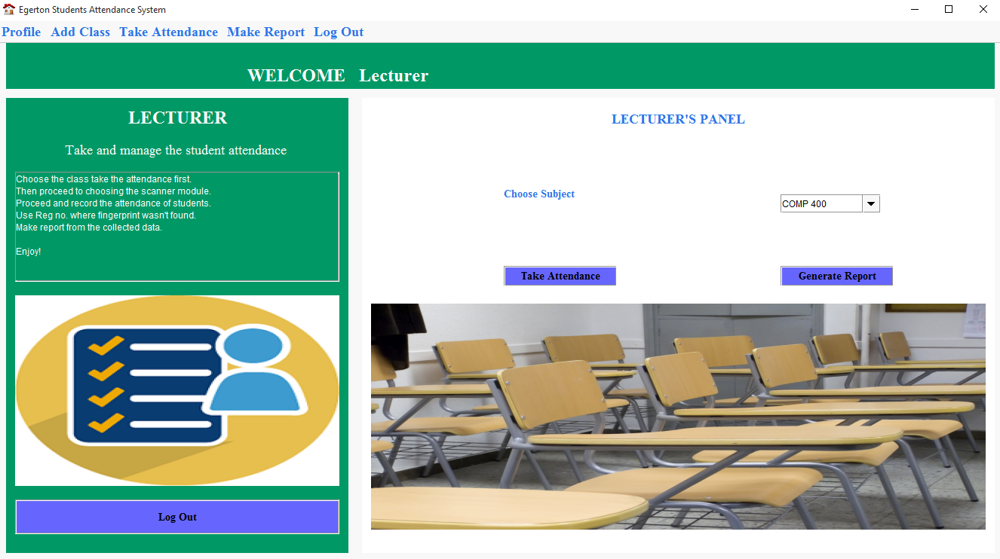 Egerton Students Attendance System
Profile Add Class Take Attendance Make Report Log Out
WELCOME Lecturer
LECTURER
Take and manage the student attendance
Choose the class take the attendance first.
Then proceed to choosing the scanner module.
Proceed and record the attendance of students.
Use Reg no. where fingerprint wasn't found.
Make report from the collected data.
Enjoy!
Log Out
LECTURER'S PANEL
Choose Subject
COMP 400
Take Attendance
Generate Report